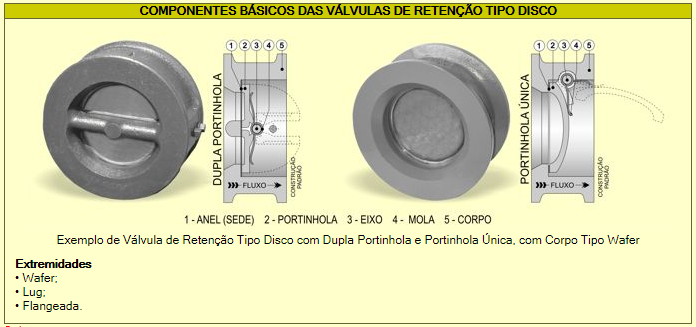 COMPONENTES BÁSICOS DAS VÁLVULAS DE RETENÇÃO TIPO DISCO
1 2 3 4 5
DUPLA PORTINHOLA
FLUXO
CONSTRUÇÃO PADRÃO
1 2 3 4 5
PORTINHOLA ÚNICA
FLUXO
CONSTRUÇÃO PADRÃO
1 - ANEL (SEDE) 2 - PORTINHOLA 3 - EIXO 4 - MOLA 5 - CORPO
Exemplo de Válvula de Retenção Tipo Disco com Dupla Portinhola e Portinhola Única, com Corpo Tipo Wafer
Extremidades
• Wafer;
• Lug;
• Flangeada.